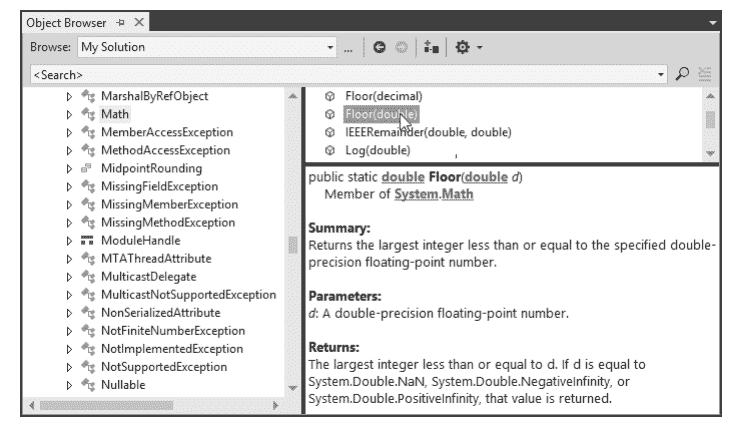 Object Browser
Browse: My Solution
<Search>
MarshalByRefObject
Math
MemberAccessException
MethodAccessException
MidpointRounding
MissingFieldException
MissingMemberException
MissingMethodException
ModuleHandle
MTAThreadAttribute
MulticastDelegate
MulticastNotSupportedException
NonSerializedAttribute
NotFiniteNumberException
NotImplementedException
NotSupportedException
Nullable
Floor(decimal)
Floor(double)
IEEERemainder(double, double)
Log(double)
public static double Floor(double d)
Member of System.Math
Summary:
Returns the largest integer less than or equal to the specified double-
precision floating-point number.
Parameters:
d: A double-precision floating-point number.
Returns:
The largest integer less than or equal to d. If d is equal to
System.Double.NaN, System.Double.NegativeInfinity, or
System.Double.PositiveInfinity, that value is returned.